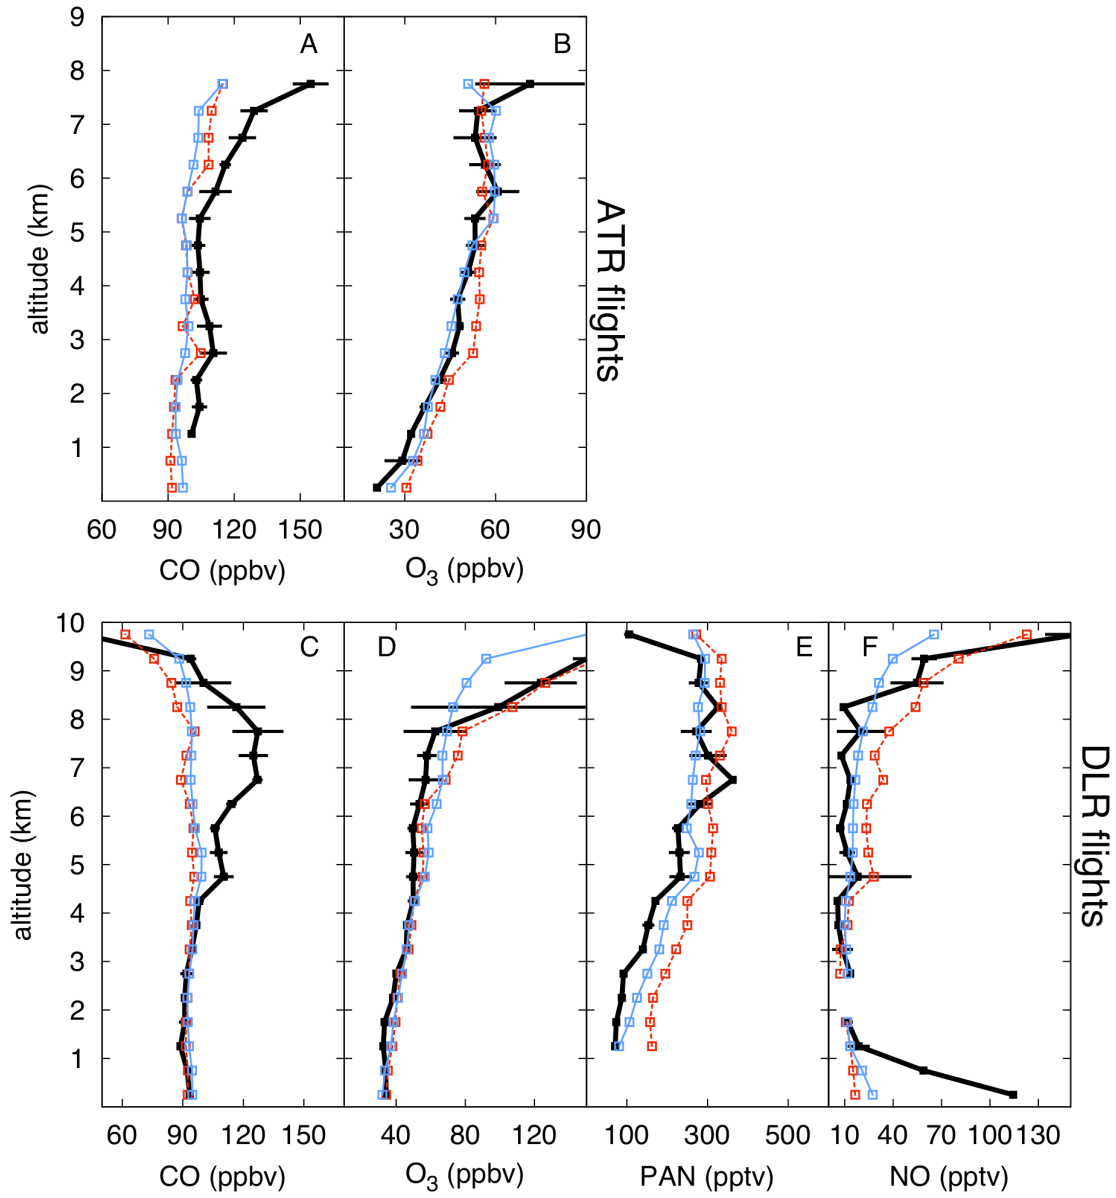 9
8
7
6
5
4
3
2
1
altitude (km)
A
B
ATR flights
60 90 120 150
30 60 90
CO (ppbv)
O3 (ppbv)
10
9
8
7
6
5
4
3
2
1
altitude (km)
C
D
E
F
DLR flights
60 90 120 150
40 80 120
100 300 500
10 40 70 100 130
CO (ppbv)
O3 (ppbv)
PAN (pptv)
NO (pptv)